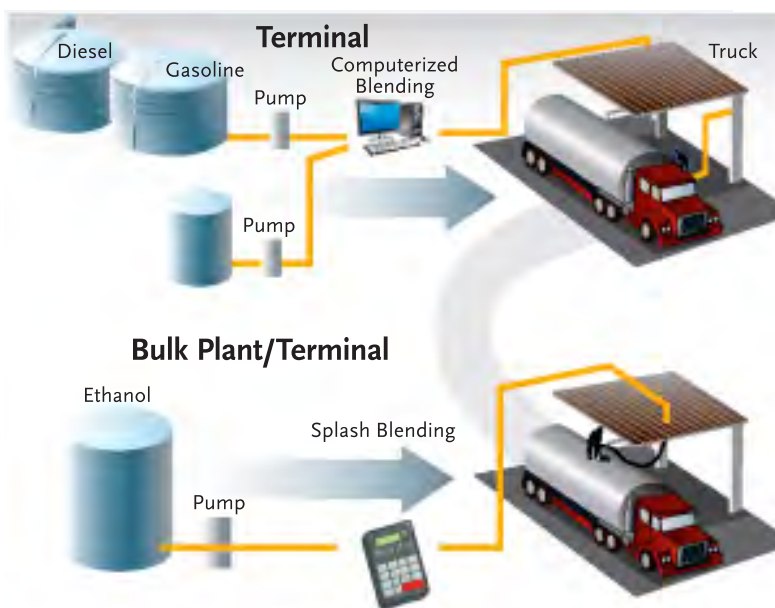 Terminal
Diesel
Gasoline
Pump
Computerized
Blending
Truck
Pump
Bulk Plant/Terminal
Ethanol
Splash Blending
Pump